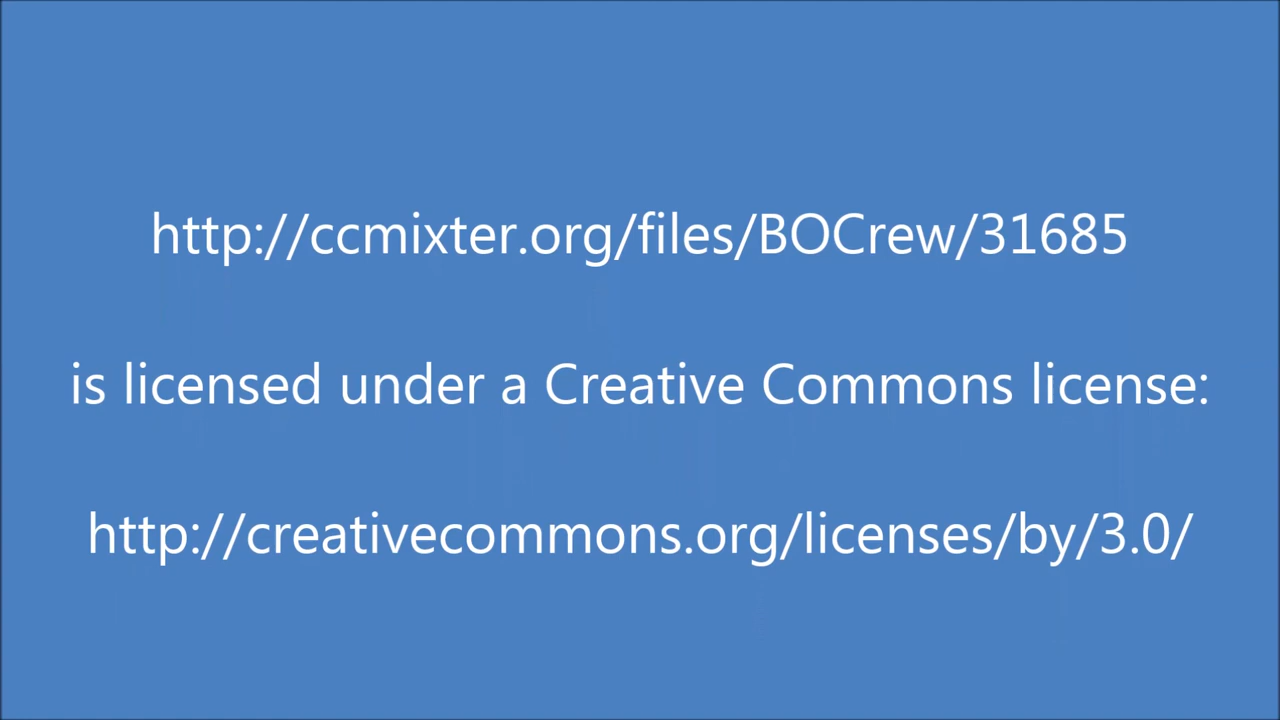 http://ccmixter.org/files/BOCrew/31685
is licensed under a Creative Commons license:
http://creativecommons.org/licenses/by/3.0/